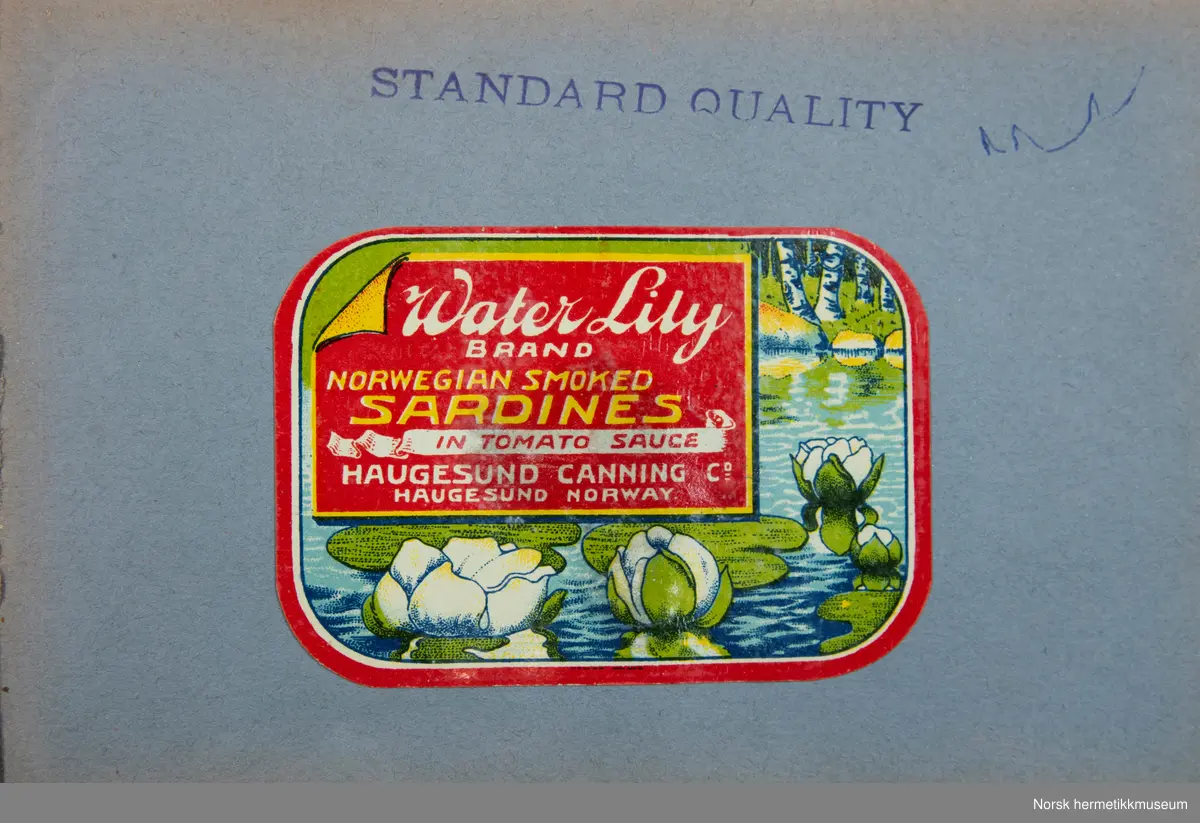 STANDARD QUALITY
Water Lily
BRAND
NORWEGIAN SMOKED
SARDINES
IN TOMATO SAUCE
HAUGESUND CANNING Co
HAUGESUND NORWAY
Norsk hermetikkmuseum